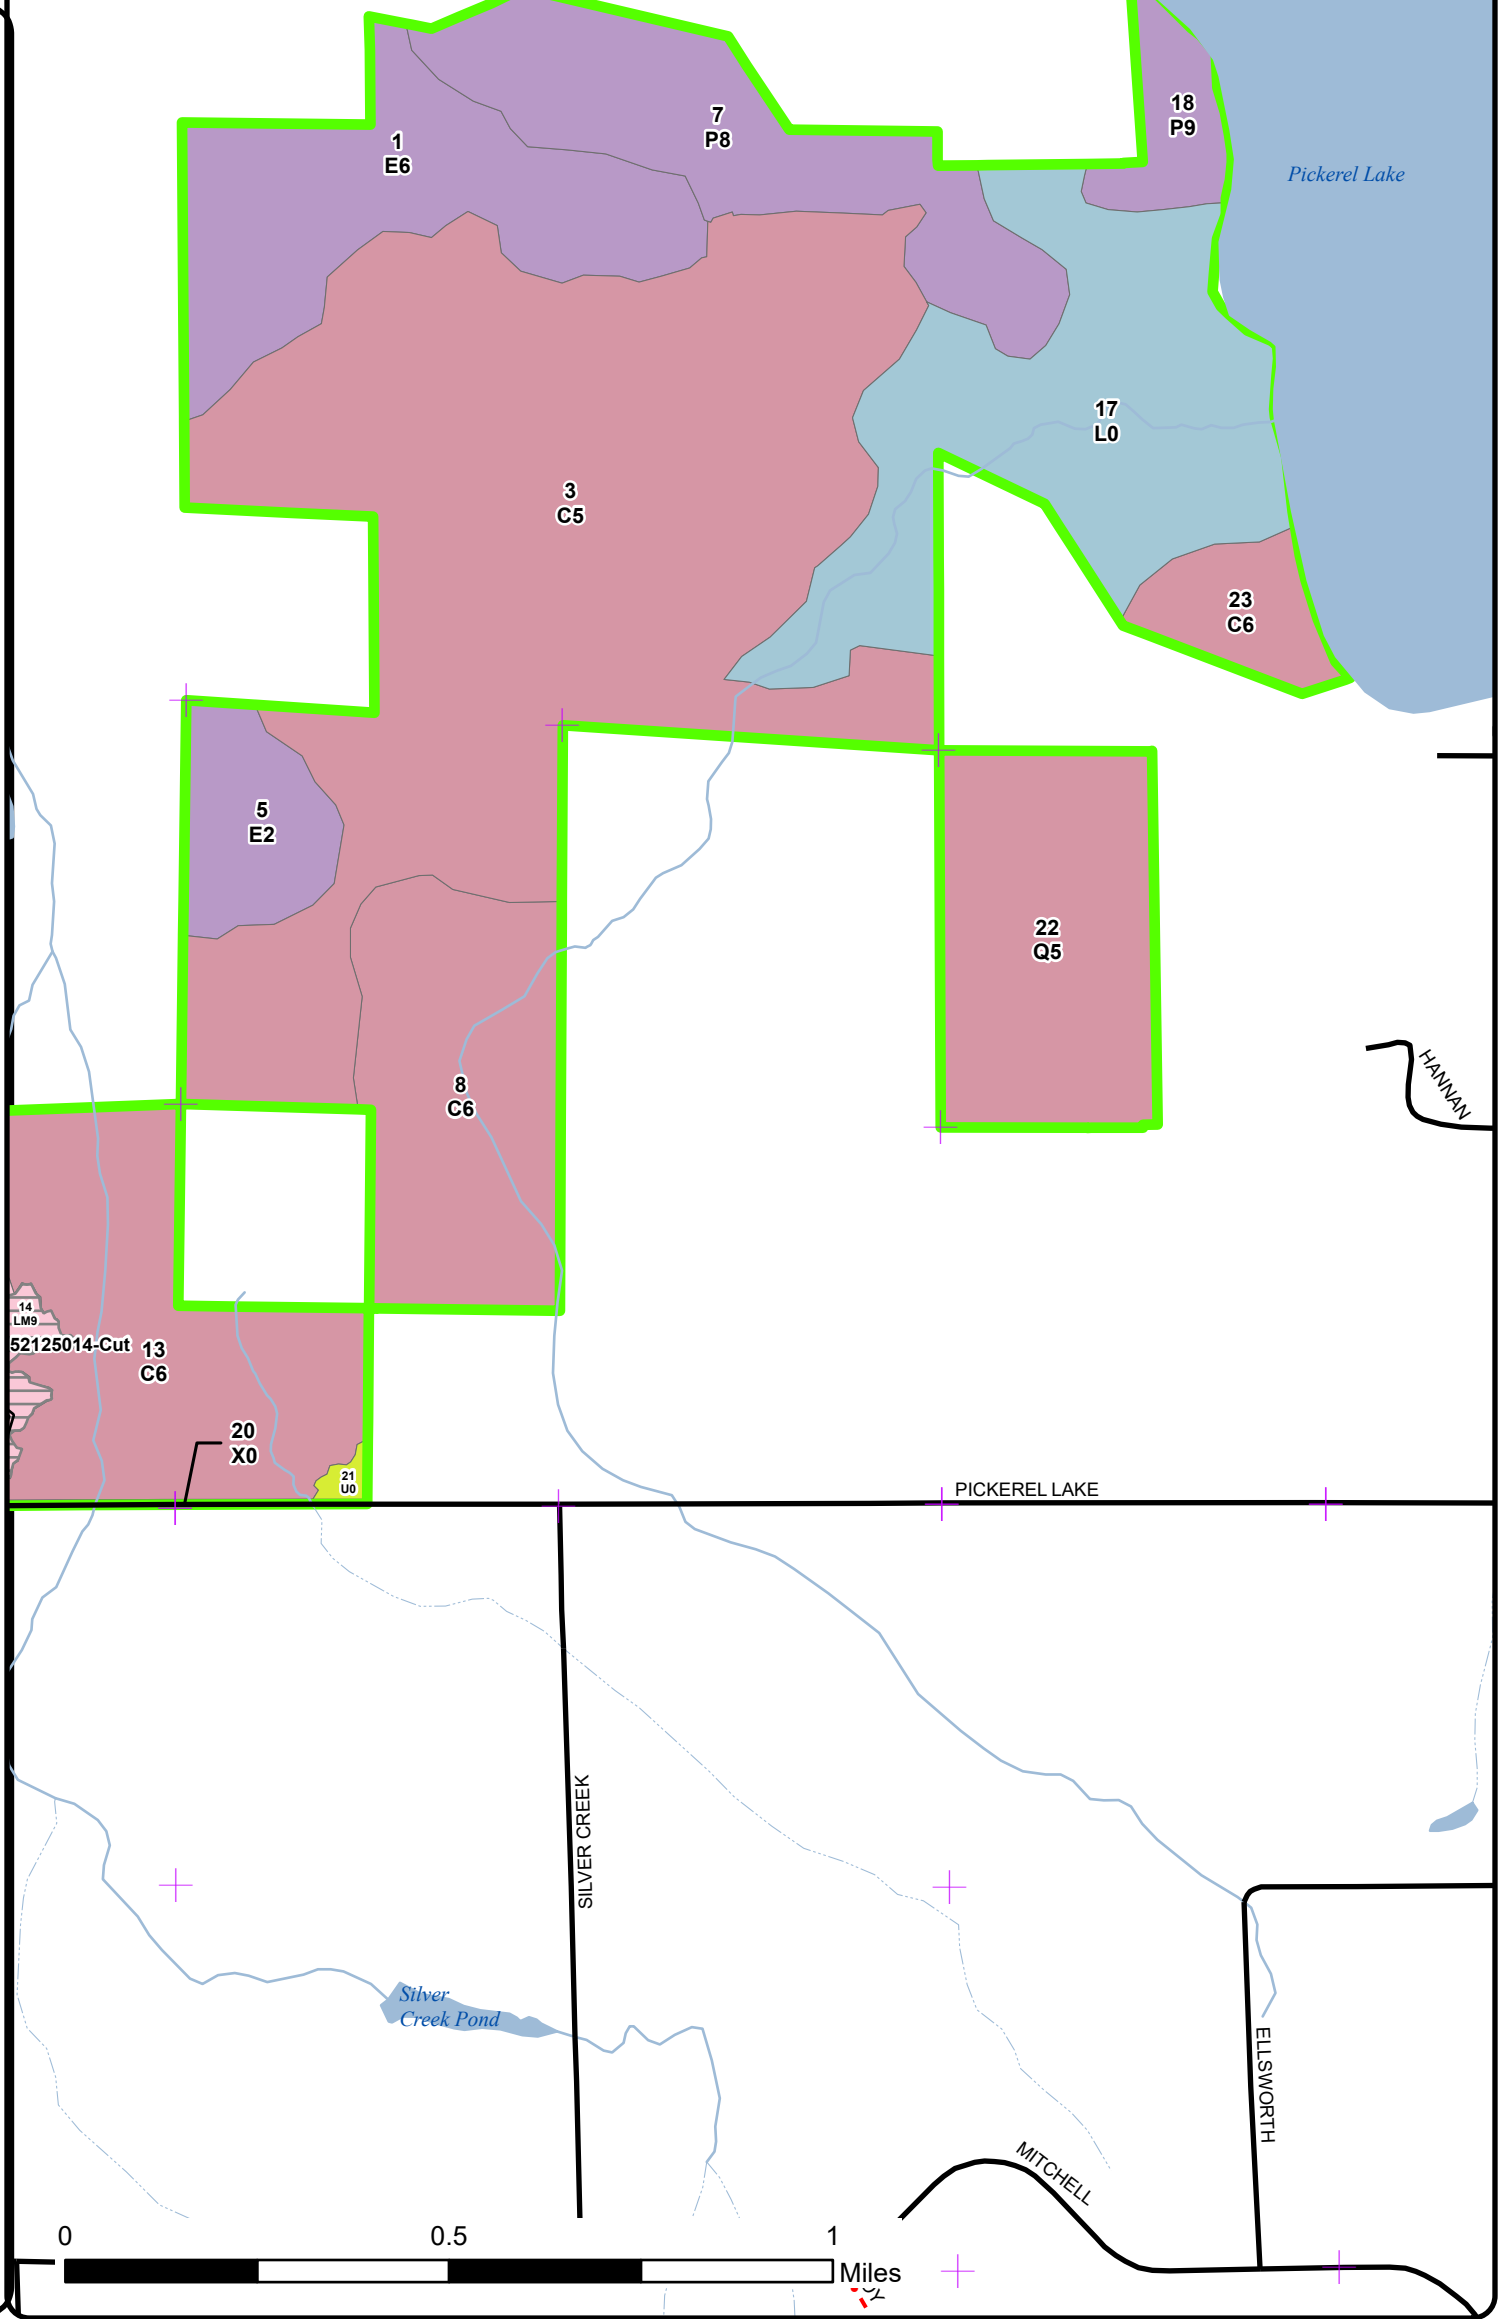 18
P9
7
P8
1
E6
Pickerel Lake
17
L0
3
C5
23
C6
5
E2
22
Q5
HANNAN
8
C6
14
LM9
52125014-Cut
13
C6
20
X0
21
U0
PICKEREL LAKE
SILVER CREEK
Silver
Creek Pond
ELLSWORTH
MITCHELL
0
0.5
1
Miles